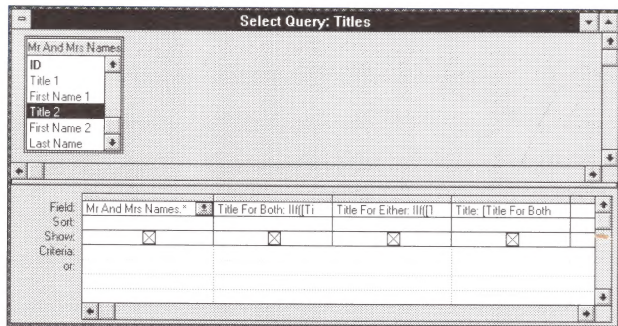 Select Query: Titles
Mr And Mrs Names
ID
Title 1
First Name 1
Title 2
First Name 2
Last Name
Field: Mr And Mrs Names.* Title For Both: IIf([Ti Title For Either: IIf([T Title: [Title For Both
Sort:
Show:
Criteria:
or: